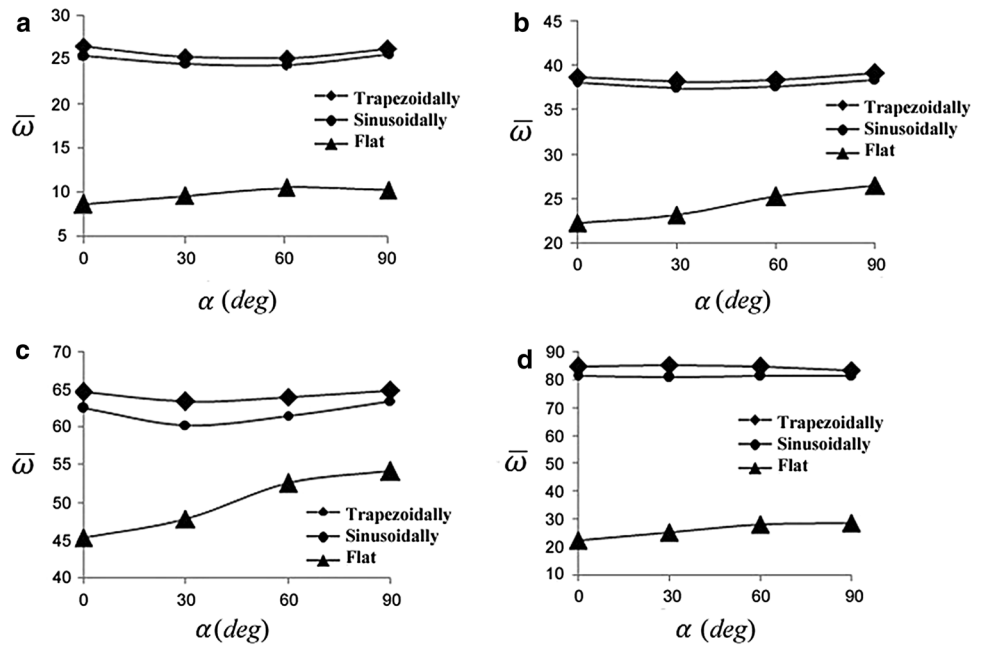 a
30
25
20
15
10
5
ω̅
Trapezoidally
Sinusoidally
Flat
0 30 60 90
α (deg)
b
45
40
35
30
25
20
ω̅
Trapezoidally
Sinusoidally
Flat
0 30 60 90
α (deg)
c
70
65
60
55
50
45
40
ω̅
Trapezoidally
Sinusoidally
Flat
0 30 60 90
α (deg)
d
90
80
70
60
50
40
30
20
10
ω̅
Trapezoidally
Sinusoidally
Flat
0 30 60 90
α (deg)